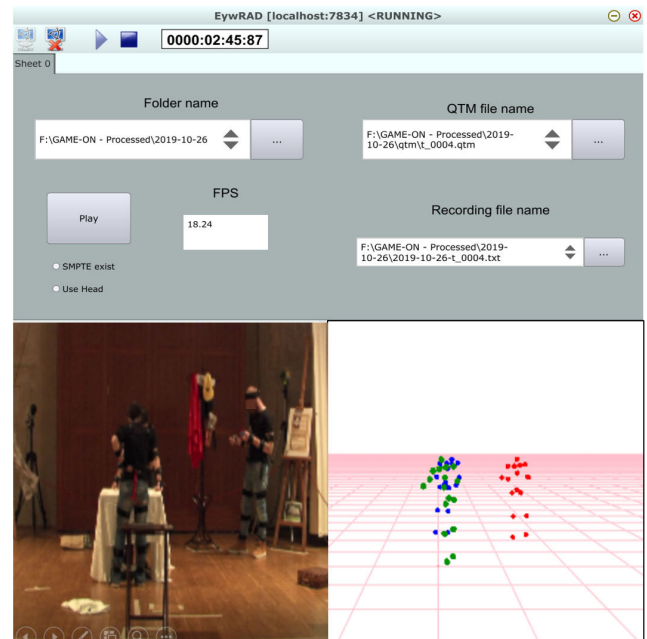 EywRAD [localhost:7834] <RUNNING>
0000:02:45:87
Sheet 0
Folder name
QTM file name
F:\GAME-ON - Processed\2019-10-26
...
F:\GAME-ON - Processed\2019-
10-26\qtm\t_0004.qtm
...
Play
FPS
18.24
Recording file name
SMPTE exist
Use Head
F:\GAME-ON - Processed\2019-
10-26\2019-10-26-t_0004.txt
...